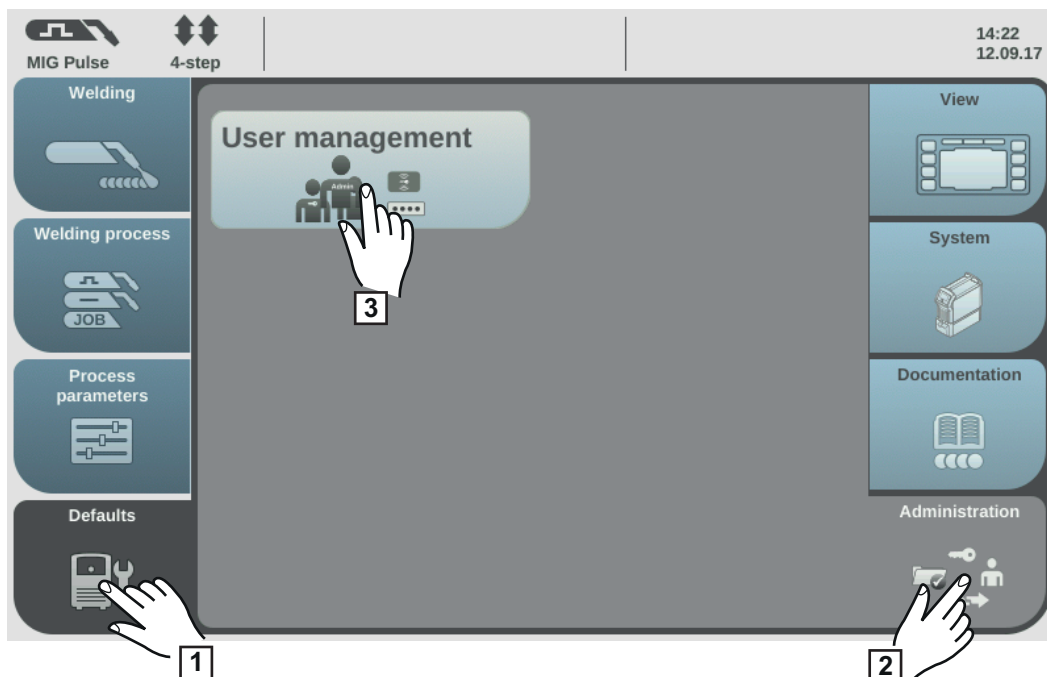 MIG Pulse
4-step
14:22
12.09.17
Welding
User management
Admin
View
Welding process
JOB
System
3
Process
parameters
Documentation
Defaults
Administration
1
2